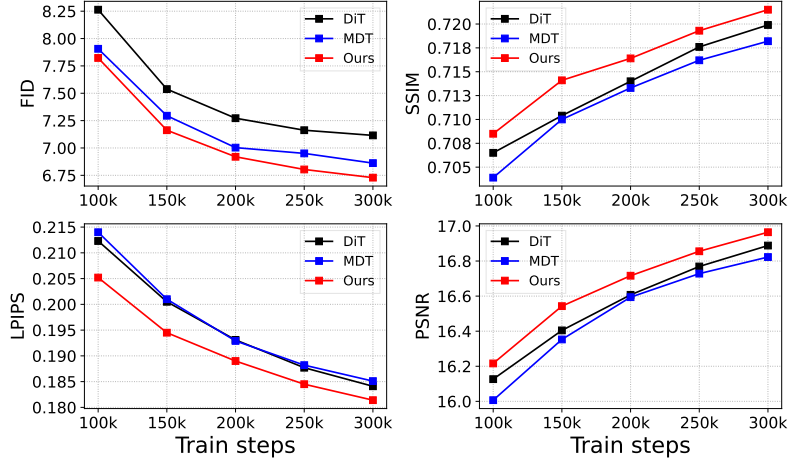 FID
8.25
8.00
7.75
7.50
7.25
7.00
6.75
100k 150k 200k 250k 300k
DiT
MDT
Ours
SSIM
0.720
0.718
0.715
0.713
0.710
0.708
0.705
100k 150k 200k 250k 300k
DiT
MDT
Ours
LPIPS
0.215
0.210
0.205
0.200
0.195
0.190
0.185
0.180
100k 150k 200k 250k 300k
Train steps
DiT
MDT
Ours
PSNR
17.0
16.8
16.6
16.4
16.2
16.0
100k 150k 200k 250k 300k
Train steps
DiT
MDT
Ours